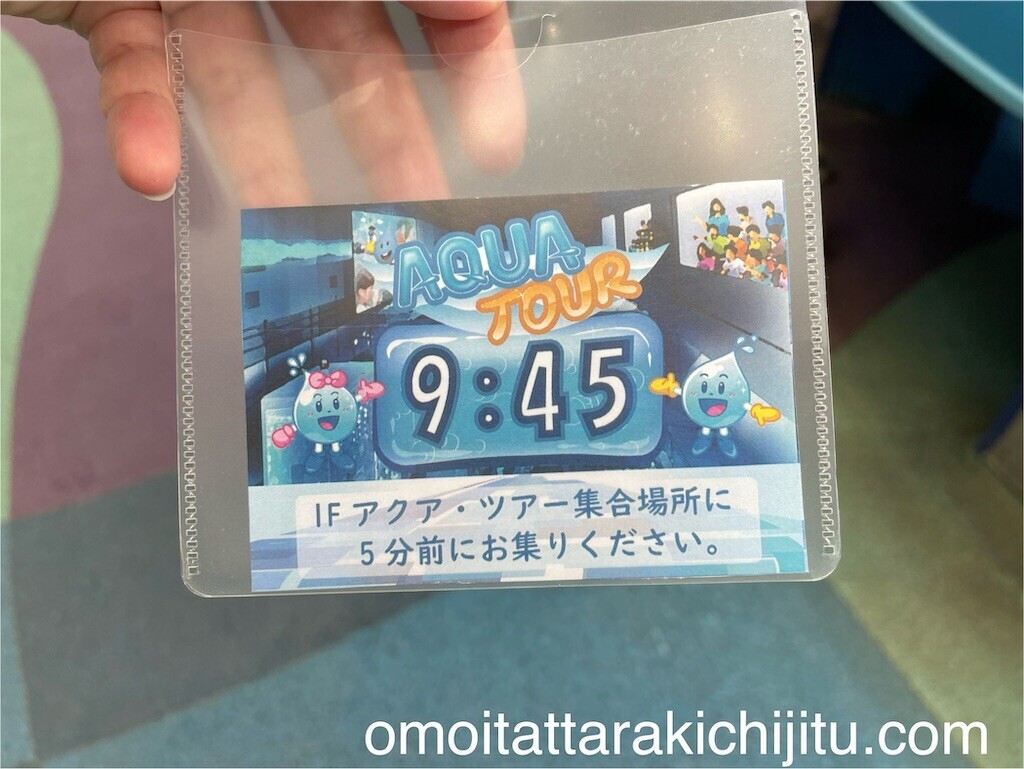 AQUA
TOUR
9:45
IFアクア・ツアー集合場所に
5分前にお集りください。
omoitattarakichijitu.com